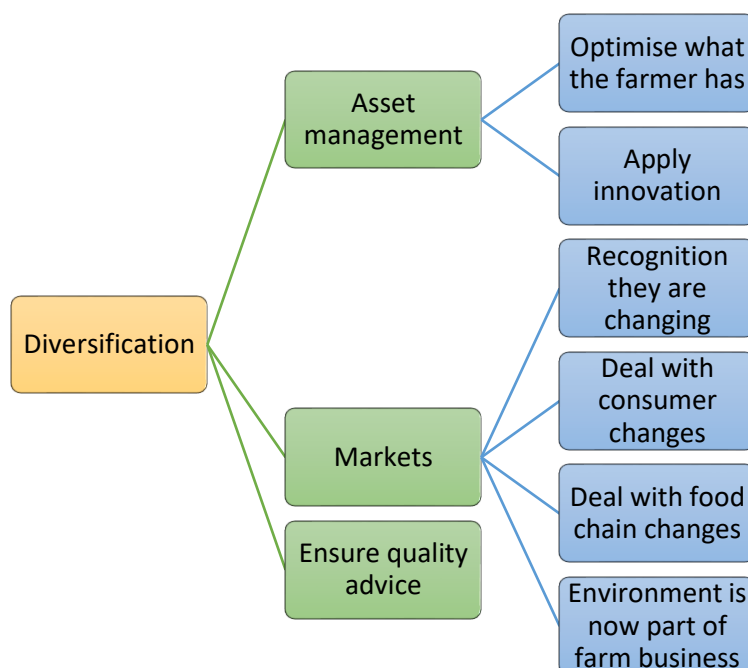 Diversification
Asset
management
Optimise what
the farmer has
Apply
innovation
Markets
Recognition
they are
changing
Deal with
consumer
changes
Deal with food
chain changes
Environment is
now part of
farm business
Ensure quality
advice